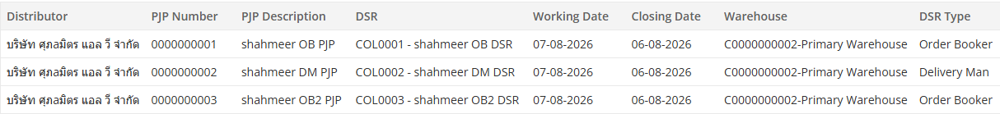 Distributor PJP Number PJP Description DSR Working Date Closing Date Warehouse DSR Type
บริษัท ศุภมิตร แอล วี จำกัด 0000000001 shahmeer OB PJP COL0001 - shahmeer OB DSR 07-08-2026 06-08-2026 C0000000002-Primary Warehouse Order Booker
บริษัท ศุภมิตร แอล วี จำกัด 0000000002 shahmeer DM PJP COL0002 - shahmeer DM DSR 07-08-2026 06-08-2026 C0000000002-Primary Warehouse Delivery Man
บริษัท ศุภมิตร แอล วี จำกัด 0000000003 shahmeer OB2 PJP COL0003 - shahmeer OB2 DSR 07-08-2026 06-08-2026 C0000000002-Primary Warehouse Order Booker